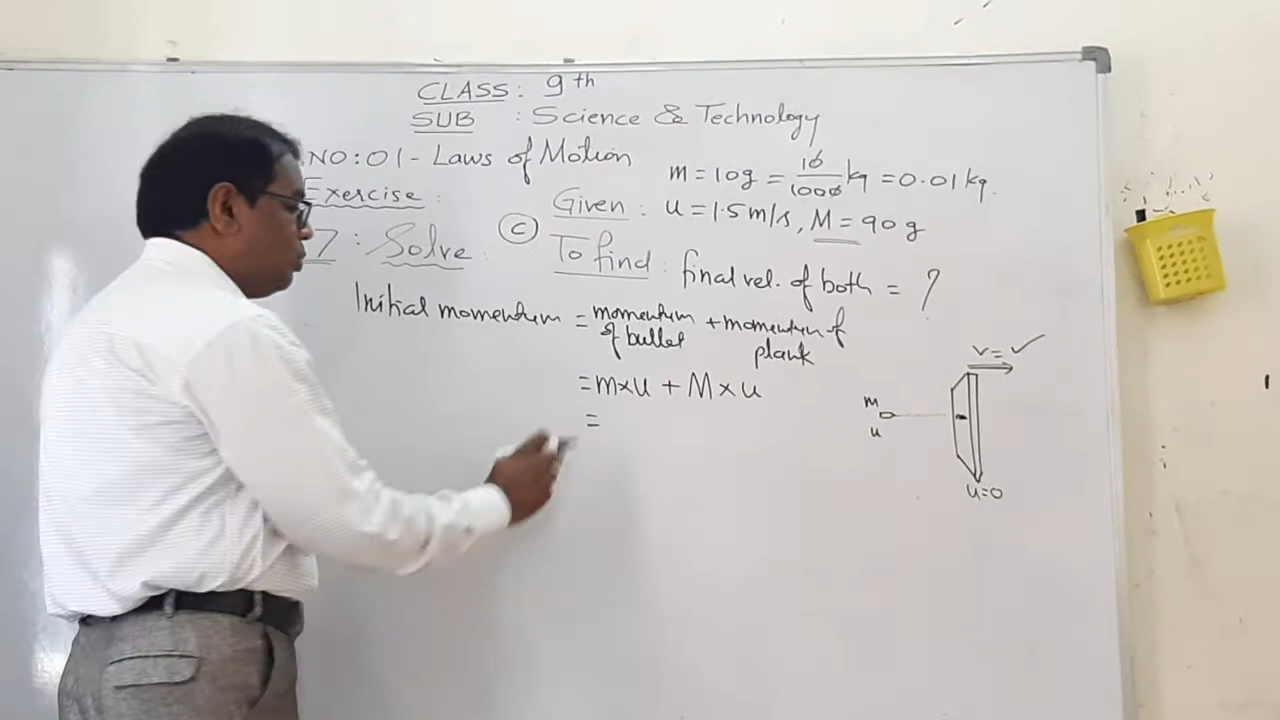 CLASS: 9th
SUB : Science & Technology
NO:01- Laws of Motion
m = 10g = 10/1000 kg = 0.01 kg.
Exercise :
Given : u = 1.5 m/s, M = 90 g
7 : Solve :
(C)
To find : final vel. of both = ?
Initial momentum = momentum of bullet + momentum of plank
= m×u + M×u
=
v = ✓
m
u
u=0